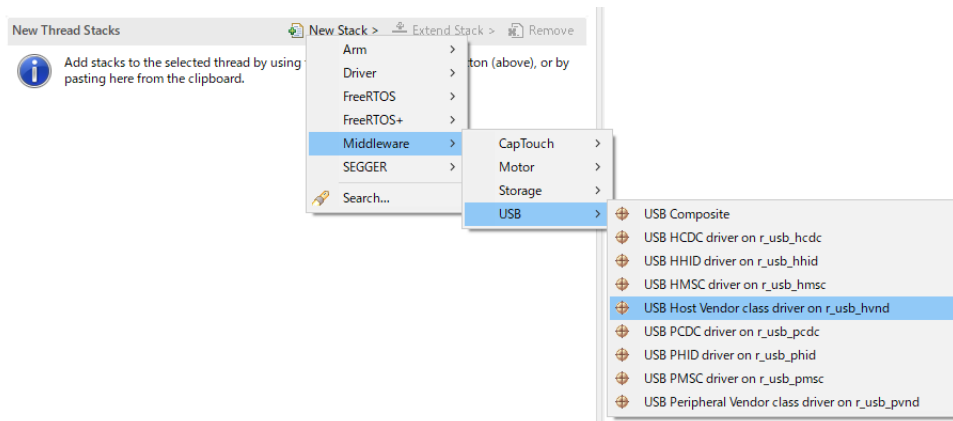 New Thread Stacks
New Stack >
Extend Stack >
Remove
Add stacks to the selected thread by using
ton (above), or by
pasting here from the clipboard.
Arm
Driver
FreeRTOS
FreeRTOS+
Middleware
SEGGER
Search...
CapTouch
Motor
Storage
USB
USB Composite
USB HCDC driver on r_usb_hcdc
USB HHID driver on r_usb_hhid
USB HMSC driver on r_usb_hmsc
USB Host Vendor class driver on r_usb_hvnd
USB PCDC driver on r_usb_pcdc
USB PHID driver on r_usb_phid
USB PMSC driver on r_usb_pmsc
USB Peripheral Vendor class driver on r_usb_pvnd